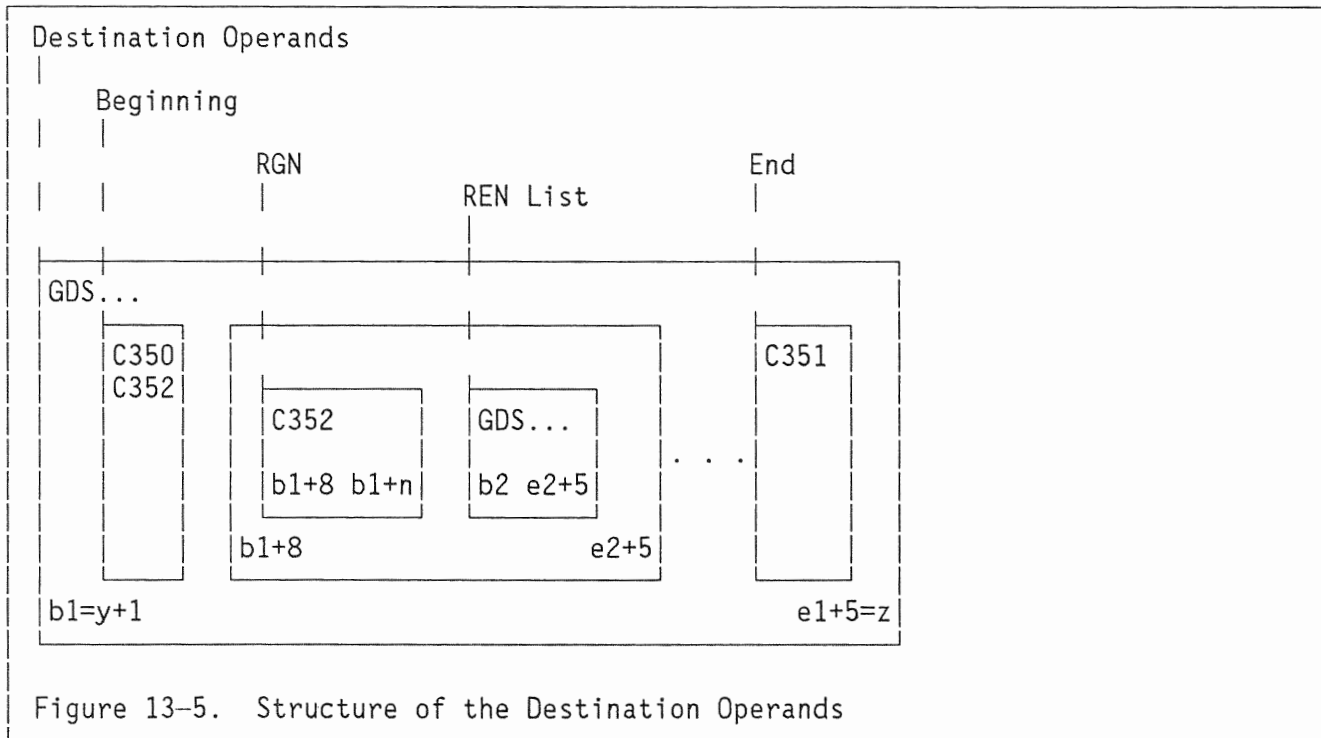 Destination Operands
Beginning
RGN End
REN List
GDS...
C350 C351
C352
C352 GDS...
. . .
b1+8 b1+n b2 e2+5
b1+8 e2+5
b1=y+1 e1+5=z
Figure 13–5. Structure of the Destination Operands